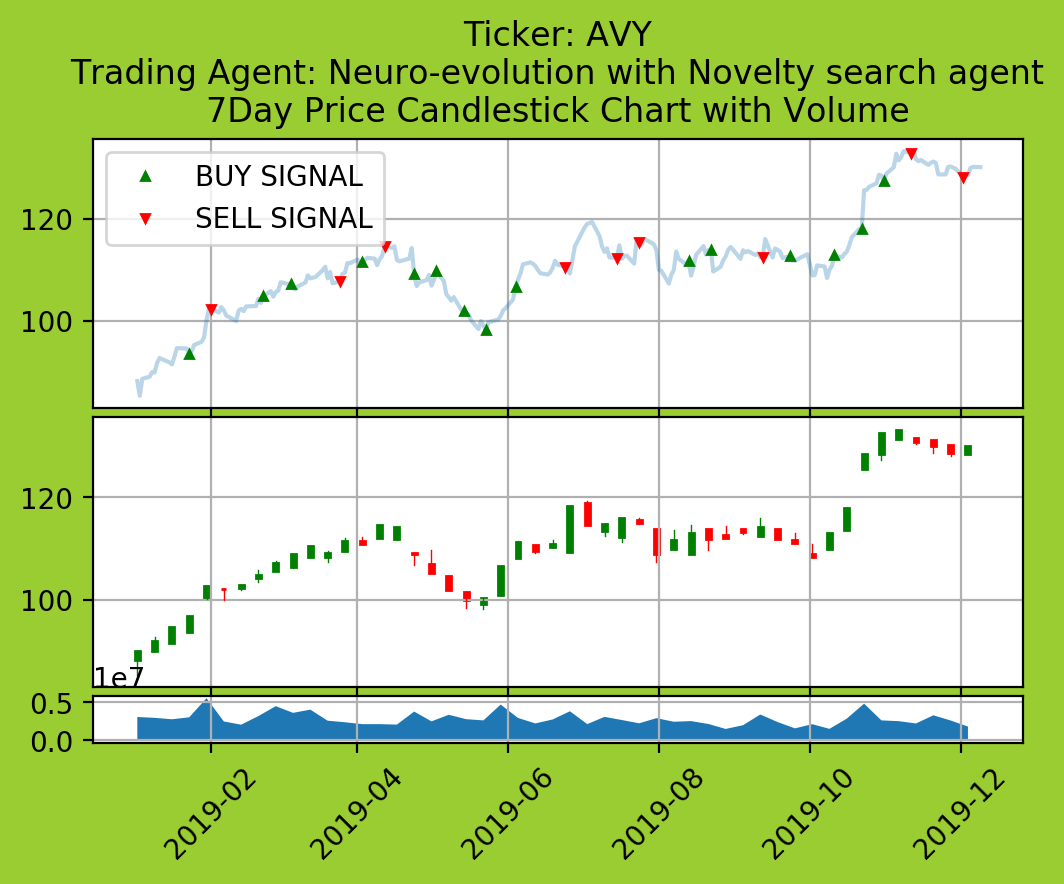 Ticker: AVY
Trading Agent: Neuro-evolution with Novelty search agent
7Day Price Candlestick Chart with Volume
BUY SIGNAL
SELL SIGNAL
120
100
120
100
1e7
0.5
0.0
2019-02
2019-04
2019-06
2019-08
2019-10
2019-12